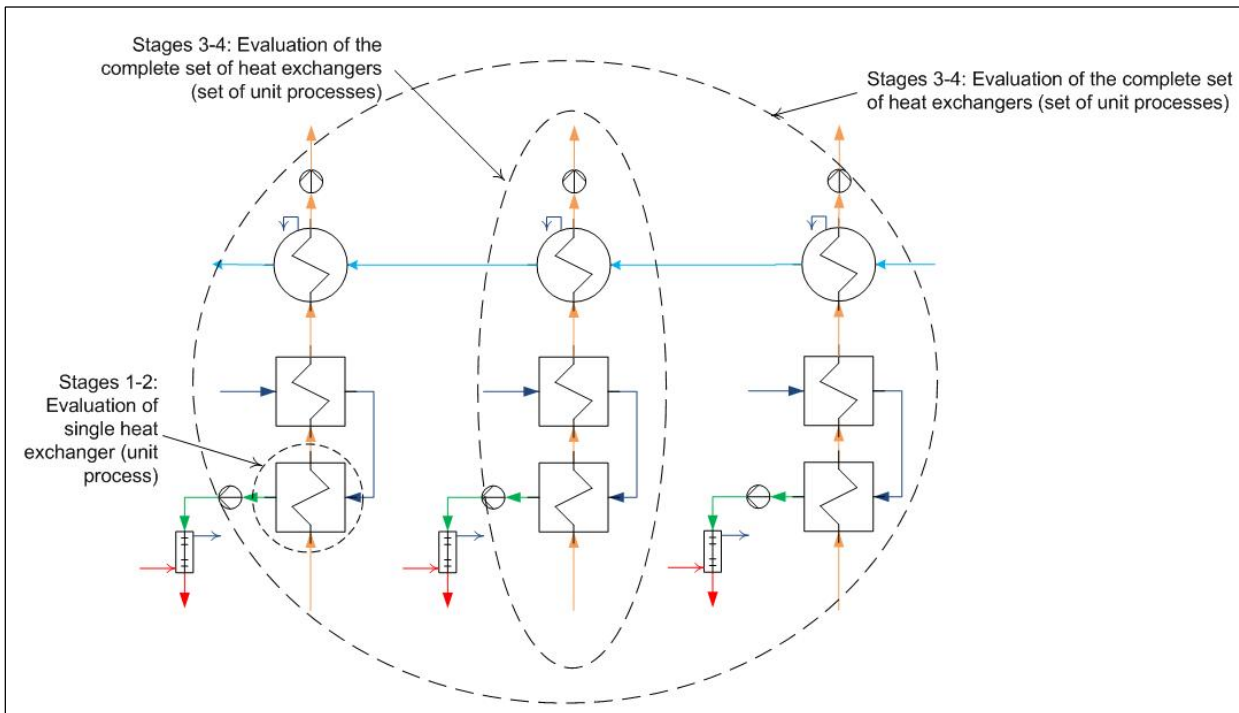 Stages 3-4: Evaluation of the
complete set of heat exchangers
(set of unit processes)
Stages 3-4: Evaluation of the complete set
of heat exchangers (set of unit processes)
Stages 1-2:
Evaluation of
single heat
exchanger (unit
process)